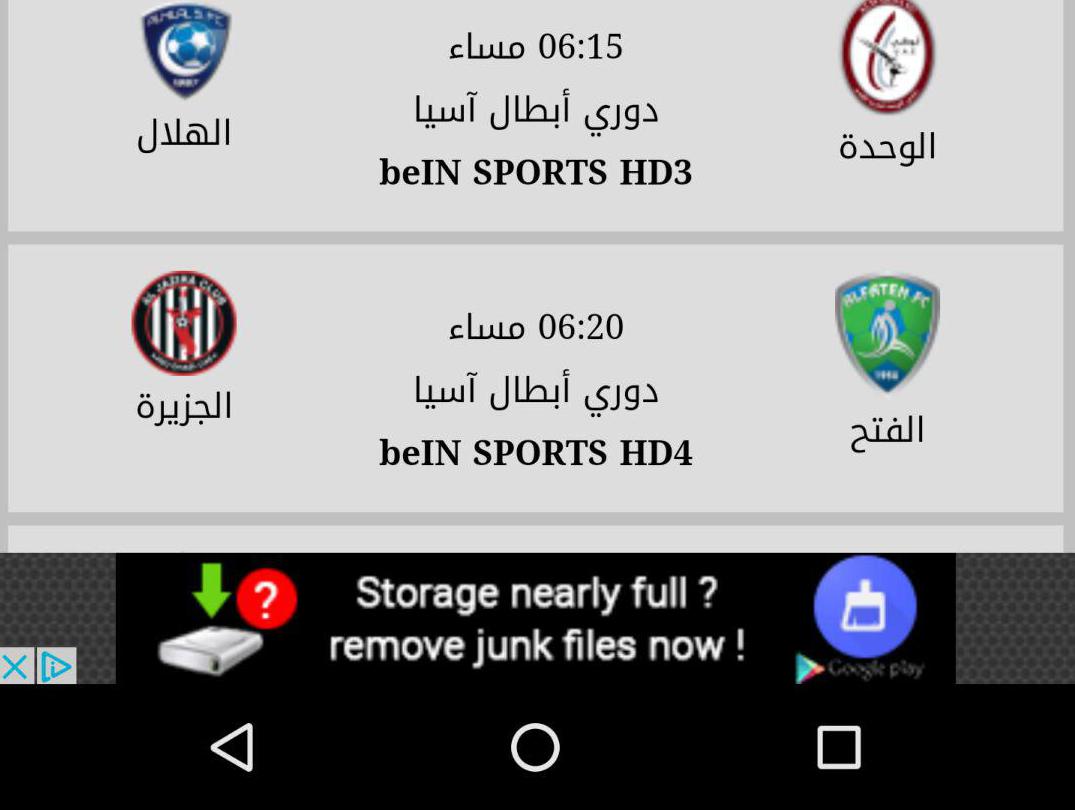 ALHILAL S. FC
06:15 مساء
دوري أبطال آسيا
beIN SPORTS HD3
الوحدة
الهلال
AL JAZIRA CLUB
ALFATEH FC
1958
06:20 مساء
دوري أبطال آسيا
beIN SPORTS HD4
الفتح
الجزيرة
Storage nearly full ?
remove junk files now !
Google play
?